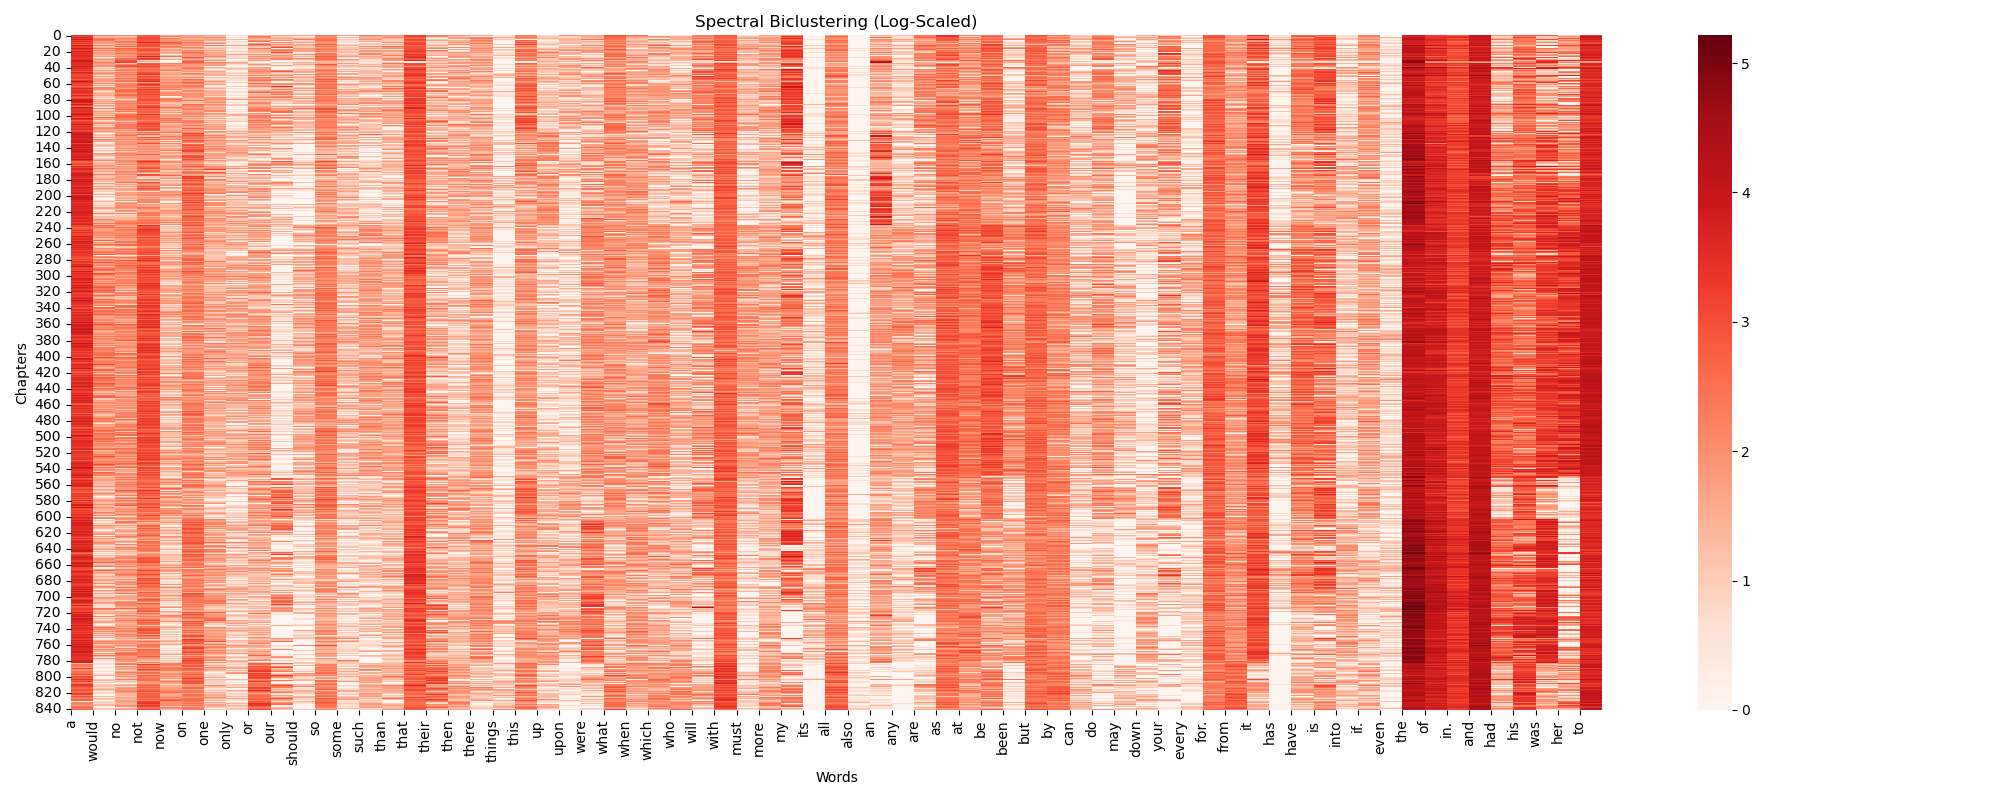 Spectral Biclustering (Log-Scaled)
Chapters
0
20
40
60
80
100
120
140
160
180
200
220
240
260
280
300
320
340
360
380
400
420
440
460
480
500
520
540
560
580
600
620
640
660
680
700
720
740
760
780
800
820
840
a
would
no
not
now
on
one
only
or
our
should
so
some
such
than
that
their
then
there
things
this
up
upon
were
what
when
which
who
will
with
must
more
my
its
all
also
an
any
are
as
at
be
been
but
by
can
do
may
down
your
every
for.
from
it
has
have
is
into
if.
even
the
of
in.
and
had
his
was
her
to
Words
5
4
3
2
1
0